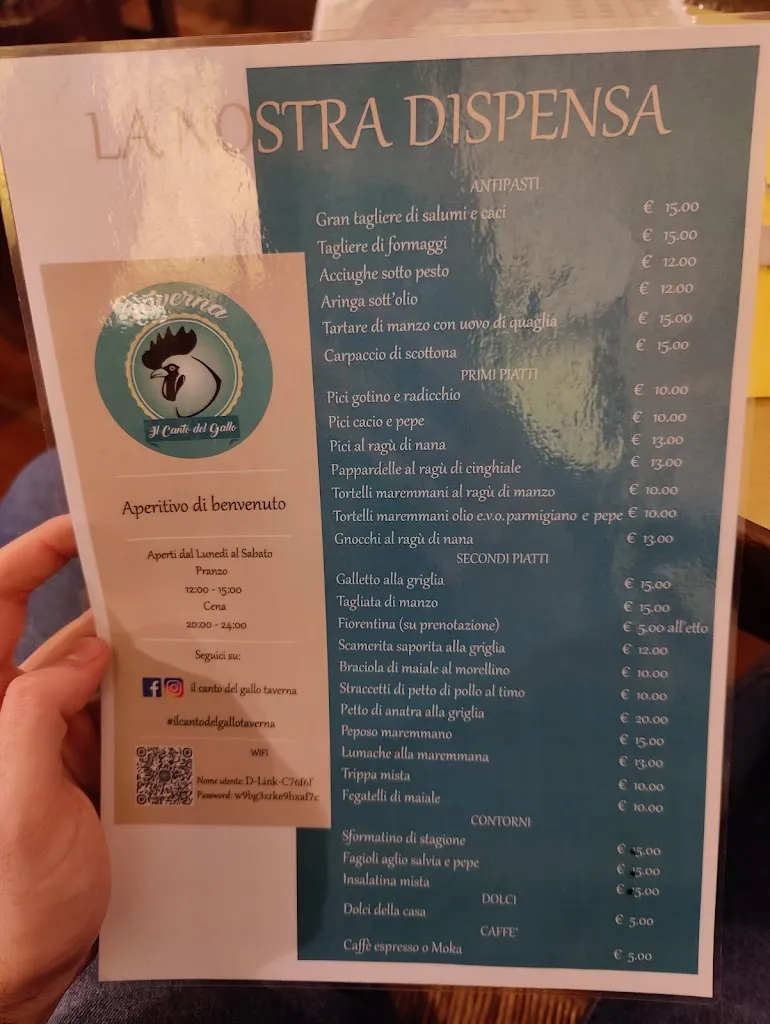 LA NOSTRA DISPENSA
ANTIPASTI
Gran tagliere di salumi e caci € 15.00
Tagliere di formaggi € 15.00
Acciughe sotto pesto € 12.00
Aringa sott'olio € 12.00
Tartare di manzo con uovo di quaglia € 15.00
Carpaccio di scottona € 15.00
PRIMI PIATTI
Pici gotino e radicchio € 10.00
Pici cacio e pepe € 10.00
Pici al ragù di nana € 13.00
Pappardelle al ragù di cinghiale € 13.00
Tortelli maremmani al ragù di manzo € 10.00
Tortelli maremmani olio e.v.o. parmigiano e pepe € 10.00
Gnocchi al ragù di nana € 13.00
SECONDI PIATTI
Galletto alla griglia € 15.00
Tagliata di manzo € 15.00
Fiorentina (su prenotazione) € 5.00 all'etto
Scamerita saporita alla griglia € 12.00
Braciola di maiale al morellino € 10.00
Straccetti di petto di pollo al timo € 10.00
Petto di anatra alla griglia € 20.00
Peposo maremmano € 15.00
Lumache alla maremmana € 13.00
Trippa mista € 10.00
Fegatelli di maiale € 10.00
CONTORNI
Sformatino di stagione € 5.00
Fagioli aglio salvia e pepe € 5.00
Insalatina mista € 5.00
DOLCI
Dolci della casa € 5.00
CAFFE'
Caffè espresso o Moka € 5.00
Taverna
Il Canto del Gallo
Aperitivo di benvenuto
Aperti dal Lunedì al Sabato
Pranzo
12:00 - 15:00
Cena
20:00 - 24:00
Seguici su:
il canto del gallo taverna
#ilcantodelgallotaverna
WIFI
Nome utente: D-Link-C76f6f
Password: w9bg3zrke9hxaf7c